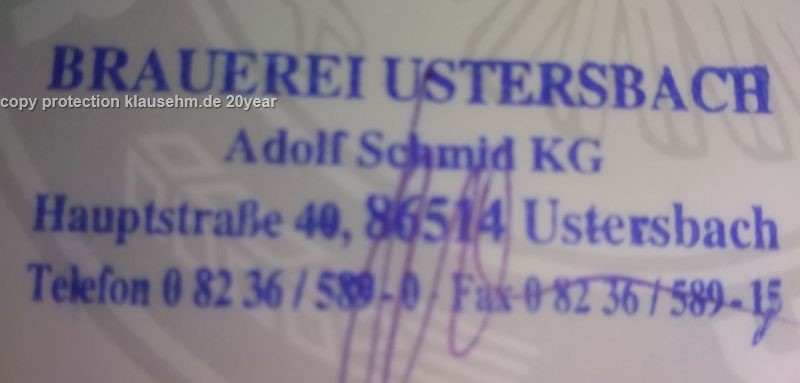 BRAUEREI USTERSBACH
copy protection klausehm.de 20year
Adolf Schmid KG
Hauptstraße 40, 86514 Ustersbach
Telefon 0 82 36 / 589 - 0 - Fax 0 82 36 / 589 - 15